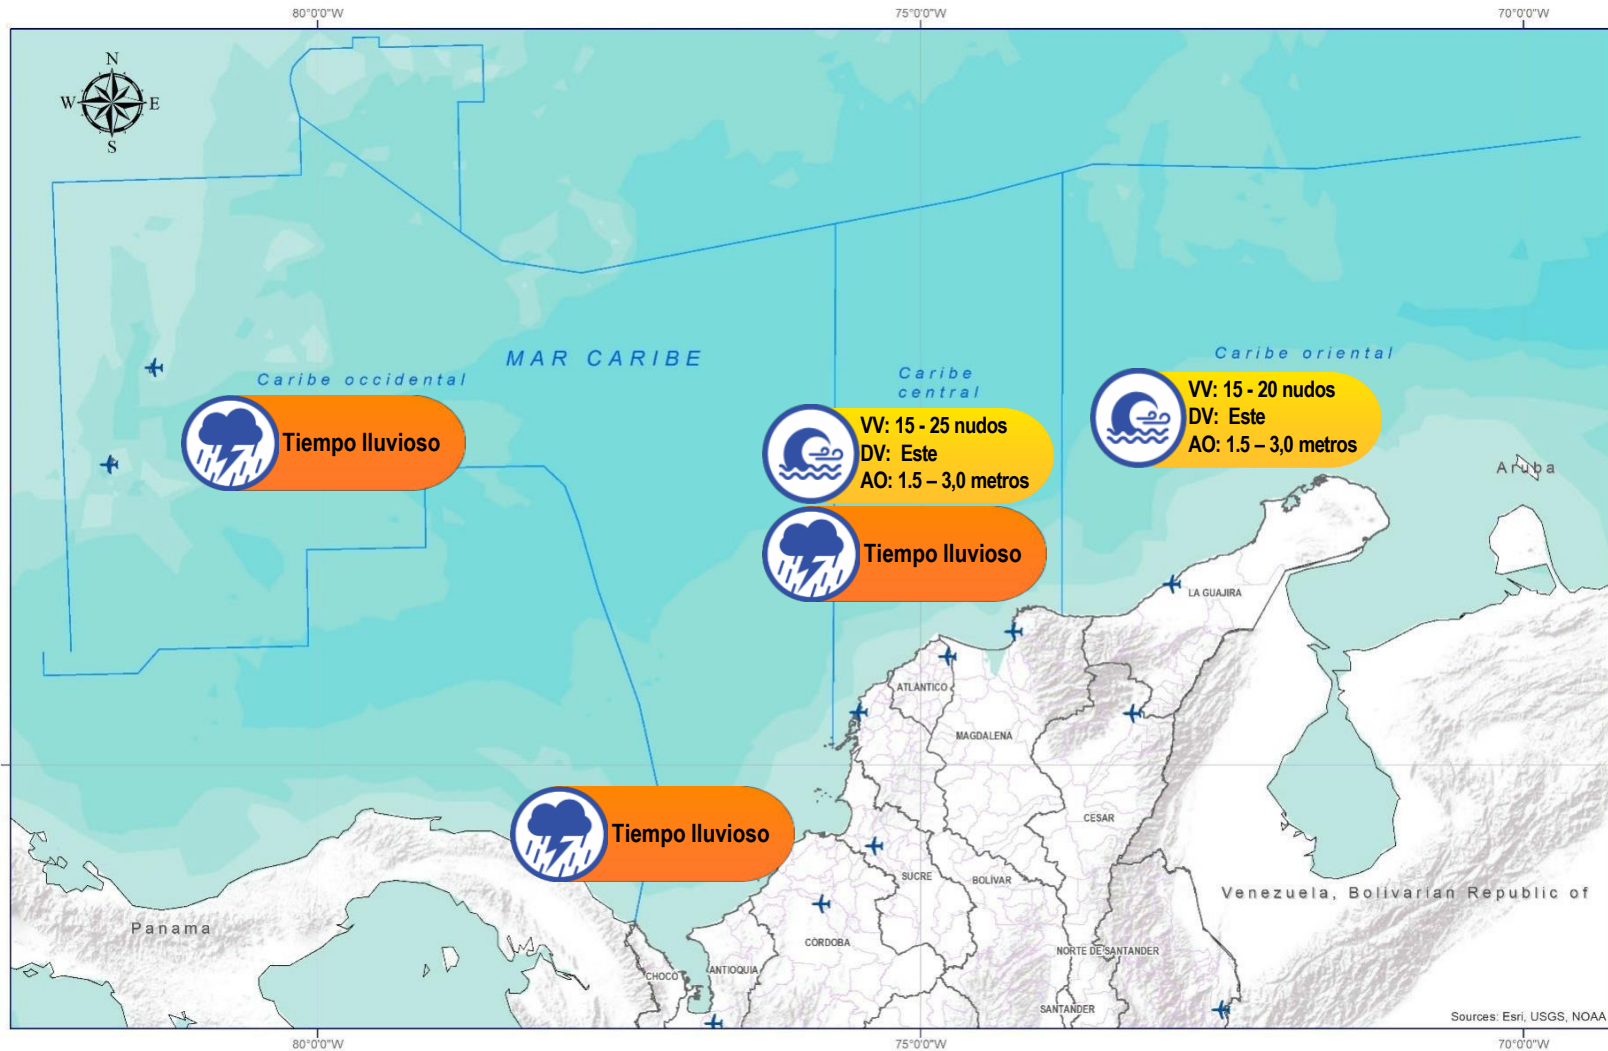 80°0'0"W 75°0'0"W 70°0'0"W
N
W E
S
MAR CARIBE
Caribe occidental
Caribe
central
Caribe oriental
Tiempo lluvioso
VV: 15 - 25 nudos
DV: Este
AO: 1.5 – 3,0 metros
Tiempo lluvioso
VV: 15 - 20 nudos
DV: Este
AO: 1.5 – 3,0 metros
Aruba
LA GUAJIRA
ATLÁNTICO
MAGDALENA
CESAR
Tiempo lluvioso
SUCRE
BOLÍVAR
Venezuela, Bolivarian Republic of
Panama
CÓRDOBA
NORTE DE SANTANDER
CHOCÓ
ANTIOQUIA
SANTANDER
Sources: Esri, USGS, NOAA
80°0'0"W 75°0'0"W 70°0'0"W